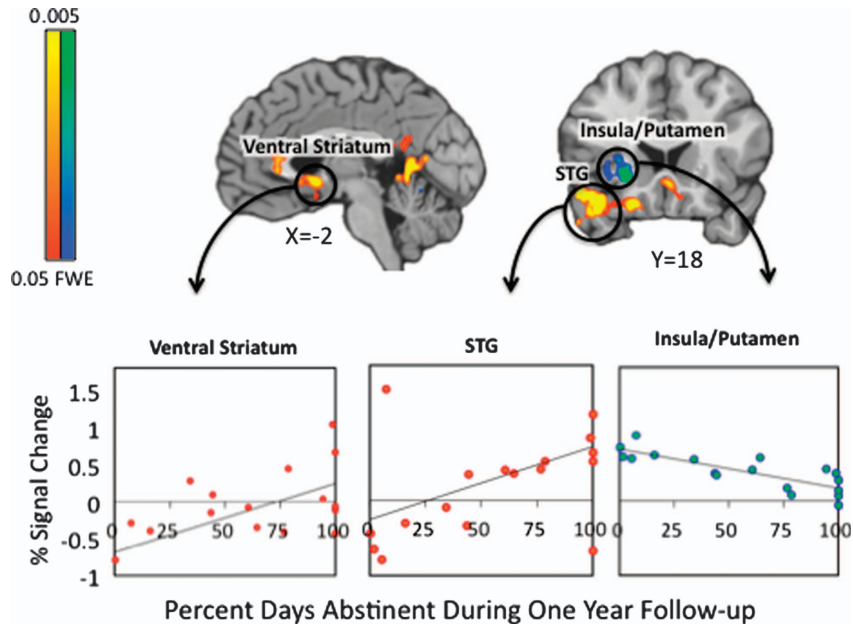 0.005
0.05 FWE
Ventral Striatum
X=-2
Insula/Putamen
STG
Y=18
Ventral Striatum
STG
Insula/Putamen
% Signal Change
1.5
1
0.5
0
-0.5
-1
0 25 50 75 100
0 25 50 75 100
0 25 50 75 100
Percent Days Abstinent During One Year Follow-up